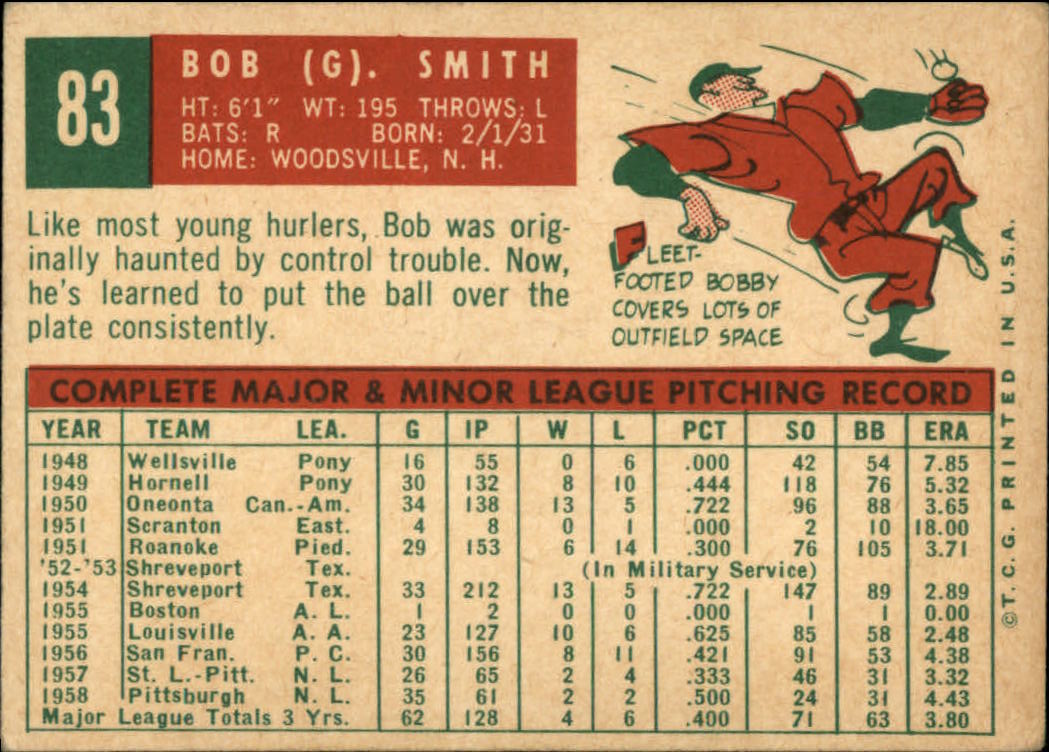 83
BOB (G). SMITH
HT: 6'1" WT: 195 THROWS: L
BATS: R BORN: 2/1/31
HOME: WOODSVILLE, N. H.
Like most young hurlers, Bob was orig-
inally haunted by control trouble. Now,
he's learned to put the ball over the
plate consistently.
FLEET-
FOOTED BOBBY
COVERS LOTS OF
OUTFIELD SPACE
COMPLETE MAJOR & MINOR LEAGUE PITCHING RECORD
YEAR TEAM LEA. G IP W L PCT SO BB ERA
1948 Wellsville Pony 16 55 0 6 .000 42 54 7.85
1949 Hornell Pony 30 132 8 10 .444 118 76 5.32
1950 Oneonta Can.-Am. 34 138 13 5 .722 96 88 3.65
1951 Scranton East. 4 8 0 1 .000 2 10 18.00
1951 Roanoke Pied. 29 153 6 14 .300 76 105 3.71
'52-'53 Shreveport Tex. (In Military Service)
1954 Shreveport Tex. 33 212 13 5 .722 147 89 2.89
1955 Boston A. L. 1 2 0 0 .000 1 1 0.00
1955 Louisville A. A. 23 127 10 6 .625 85 58 2.48
1956 San Fran. P. C. 30 156 8 11 .421 91 53 4.38
1957 St. L.-Pitt. N. L. 26 65 2 4 .333 46 31 3.32
1958 Pittsburgh N. L. 35 61 2 2 .500 24 31 4.43
Major League Totals 3 Yrs. 62 128 4 6 .400 71 63 3.80
©T. C. G. PRINTED IN U.S.A.